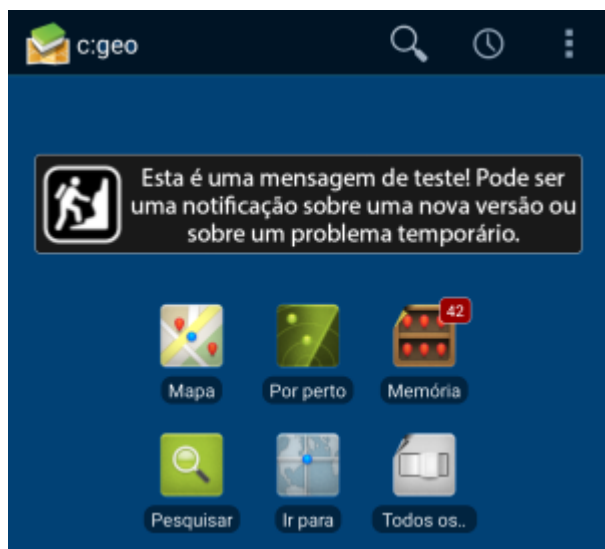 c:geo
Esta é uma mensagem de teste! Pode ser
uma notificação sobre uma nova versão ou
sobre um problema temporário.
42
Mapa
Por perto
Memória
Pesquisar
Ir para
Todos os..